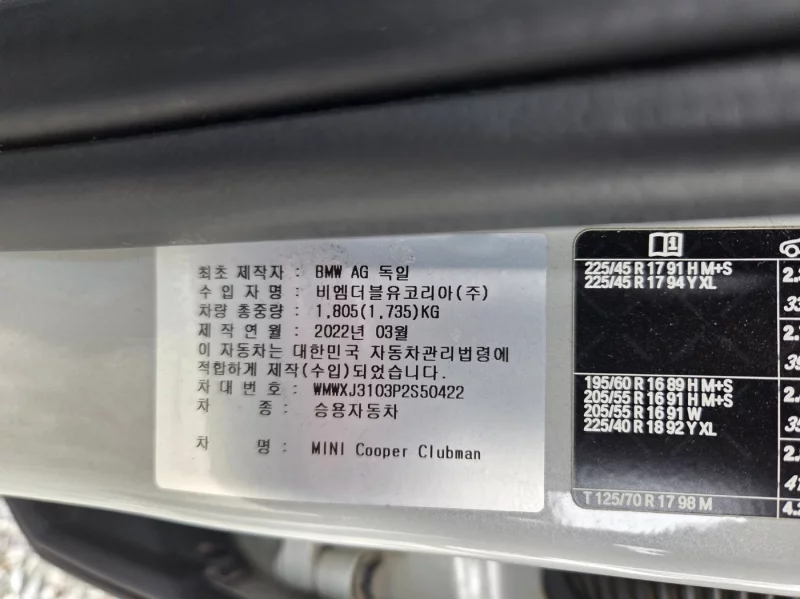 최초 제작자 : BMW AG 독일
수 입 자 명 : 비엠더블유코리아(주)
차량 총중량 : 1,805(1,735)KG
제 작 연 월 : 2022년 03월
이 자동차는 대한민국 자동차관리법령에
적합하게 제작(수입)되었습니다.
차 대 번 호 : WMWXJ3103P2S50422
차 종 : 승용자동차
차 명 : MINI Cooper Clubman
225/45 R 17 91 H M+S
225/45 R 17 94 Y XL
195/60 R 16 89 H M+S
205/55 R 16 91 H M+S
205/55 R 16 91 W
225/40 R 18 92 Y XL
T 125/70 R 17 98 M